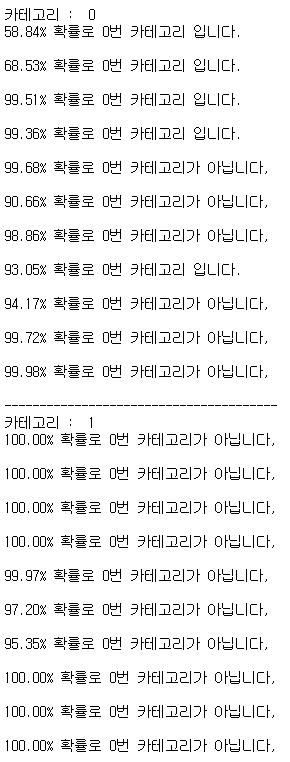 카테고리 :  0
58.84% 확률로 0번 카테고리 입니다.
68.53% 확률로 0번 카테고리 입니다.
99.51% 확률로 0번 카테고리 입니다.
99.36% 확률로 0번 카테고리 입니다.
99.68% 확률로 0번 카테고리가 아닙니다,
90.66% 확률로 0번 카테고리가 아닙니다,
98.86% 확률로 0번 카테고리가 아닙니다,
93.05% 확률로 0번 카테고리 입니다.
94.17% 확률로 0번 카테고리가 아닙니다,
99.72% 확률로 0번 카테고리가 아닙니다,
99.98% 확률로 0번 카테고리가 아닙니다,
---------------------------------------
카테고리 :  1
100.00% 확률로 0번 카테고리가 아닙니다,
100.00% 확률로 0번 카테고리가 아닙니다,
100.00% 확률로 0번 카테고리가 아닙니다,
100.00% 확률로 0번 카테고리가 아닙니다,
99.97% 확률로 0번 카테고리가 아닙니다,
97.20% 확률로 0번 카테고리가 아닙니다,
95.35% 확률로 0번 카테고리가 아닙니다,
100.00% 확률로 0번 카테고리가 아닙니다,
100.00% 확률로 0번 카테고리가 아닙니다,
100.00% 확률로 0번 카테고리가 아닙니다,